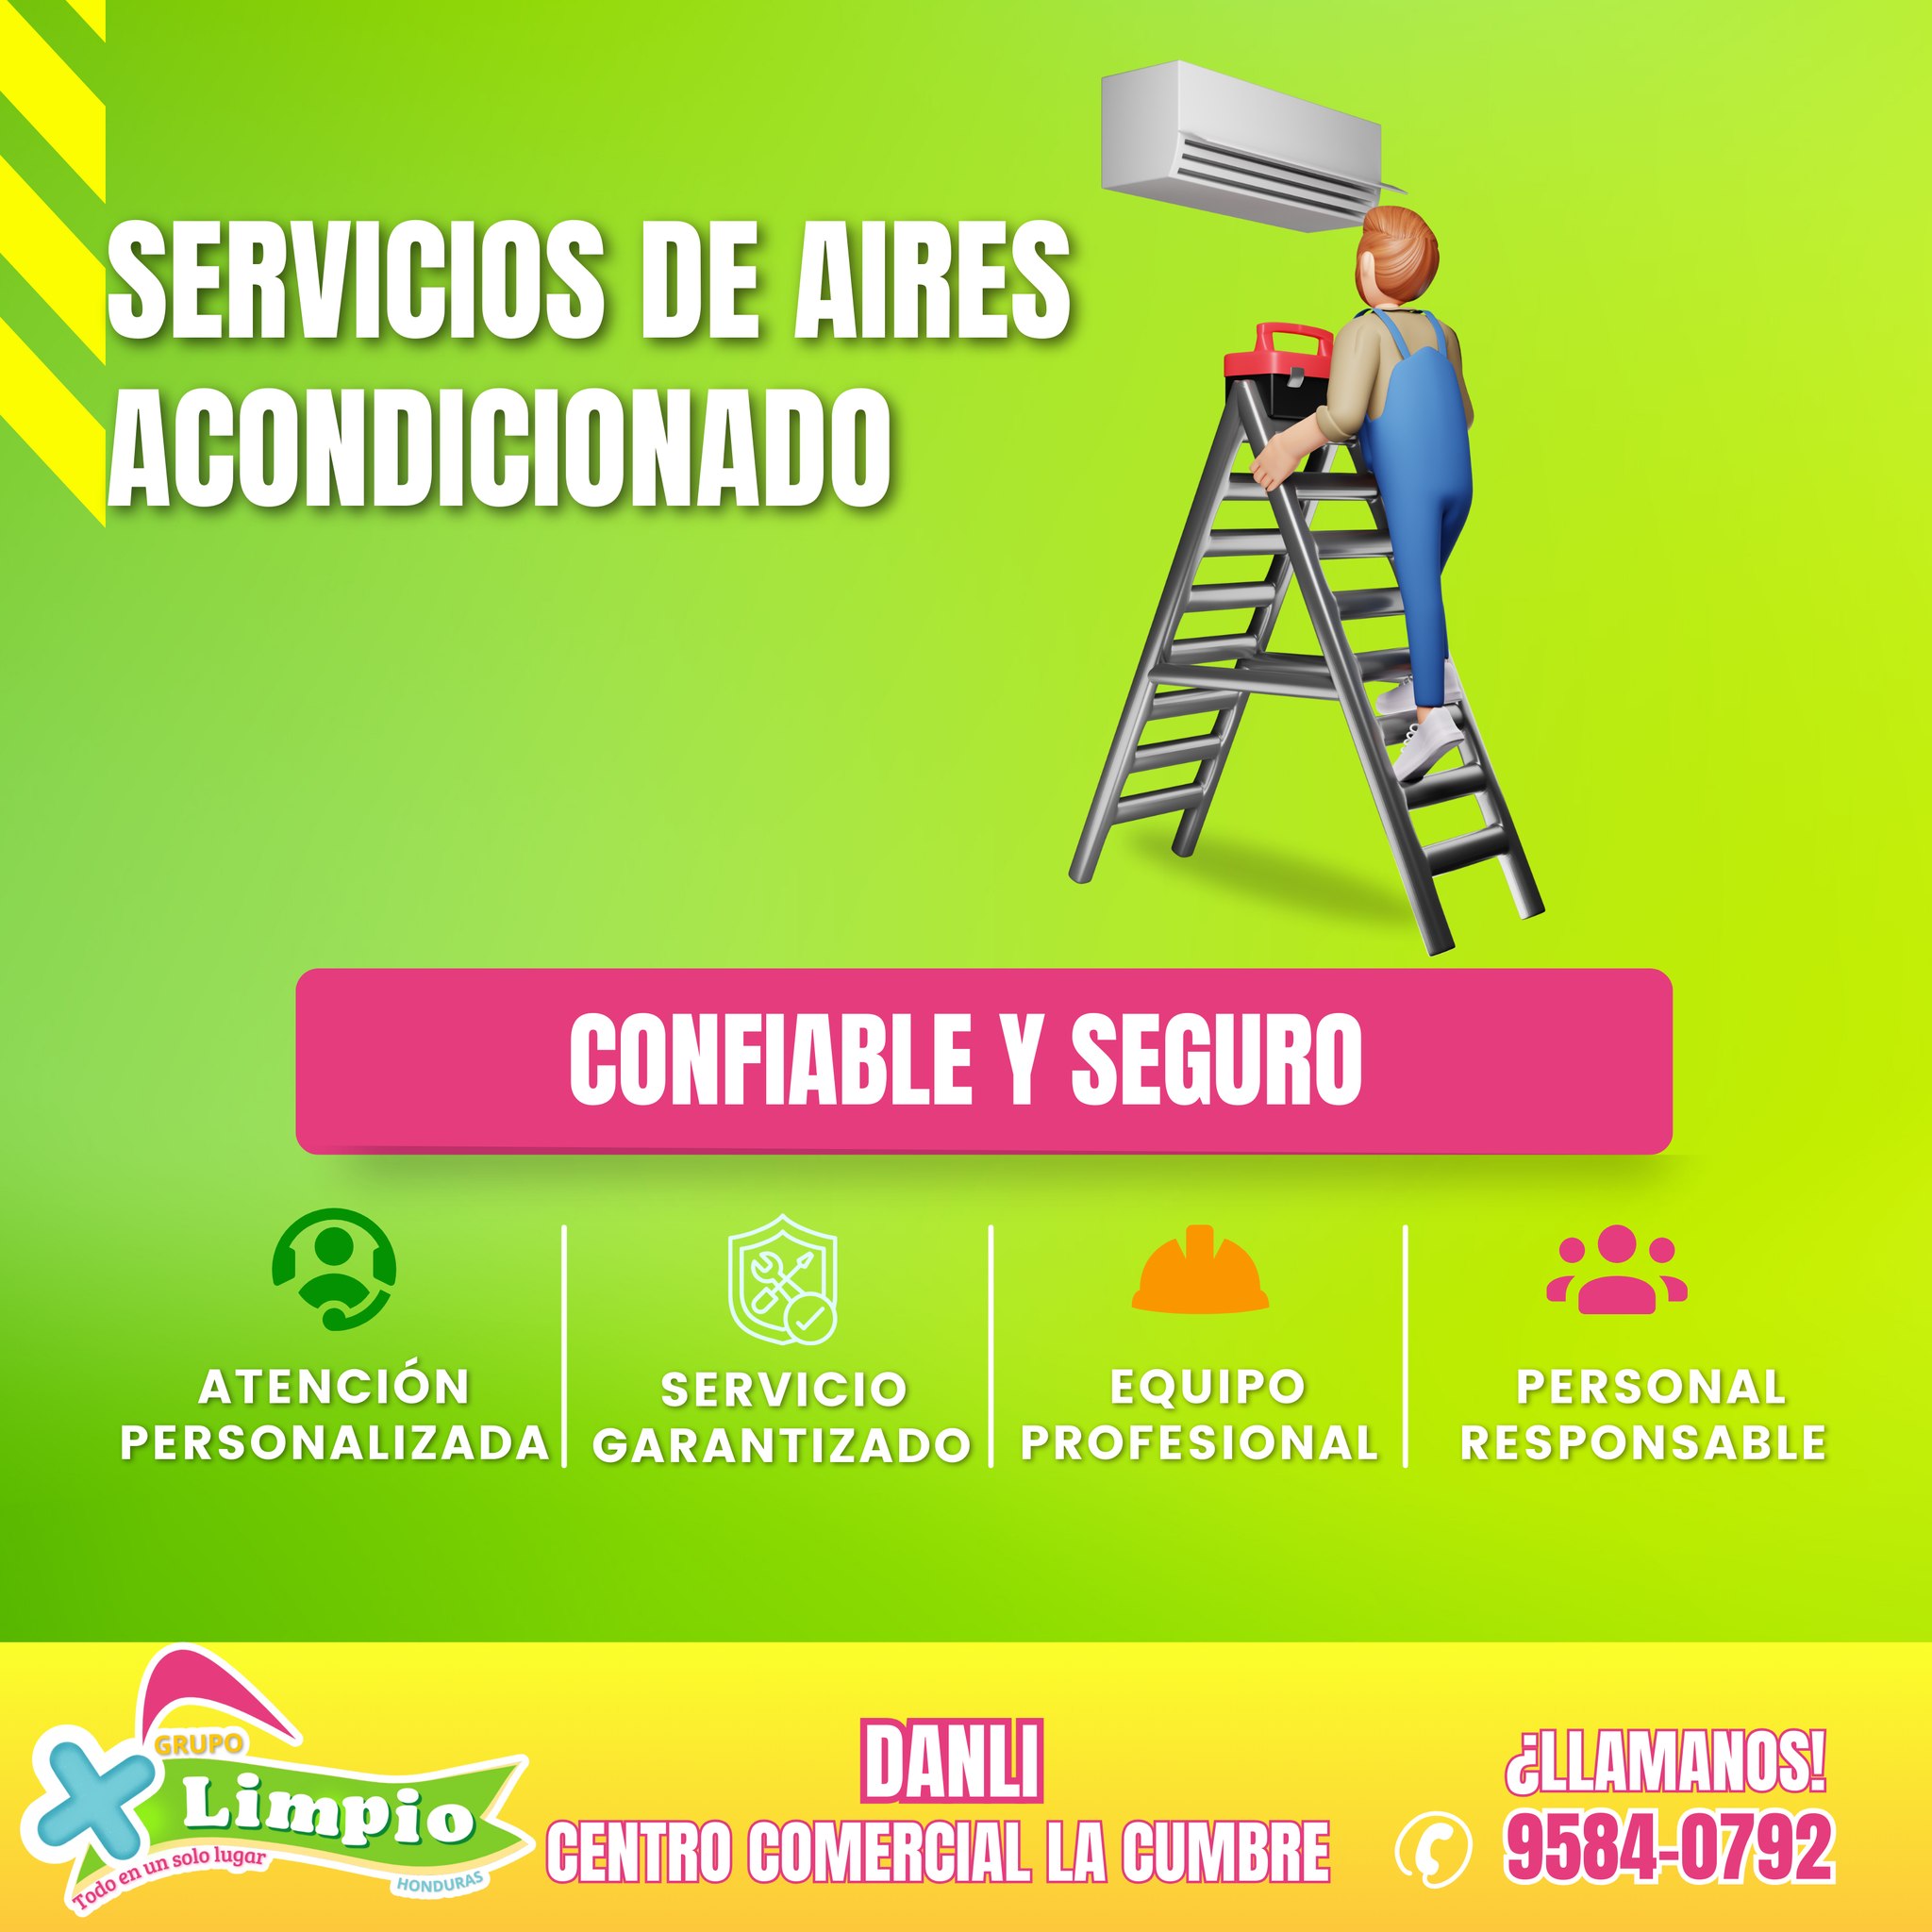 SERVICIOS DE AIRES
ACONDICIONADO
CONFIABLE Y SEGURO
ATENCIÓN
PERSONALIZADA
SERVICIO
GARANTIZADO
EQUIPO
PROFESIONAL
PERSONAL
RESPONSABLE
GRUPO
Limpio
Todo en un solo lugar
HONDURAS
DANLI
CENTRO COMERCIAL LA CUMBRE
¿LLAMANOS!
9584-0792